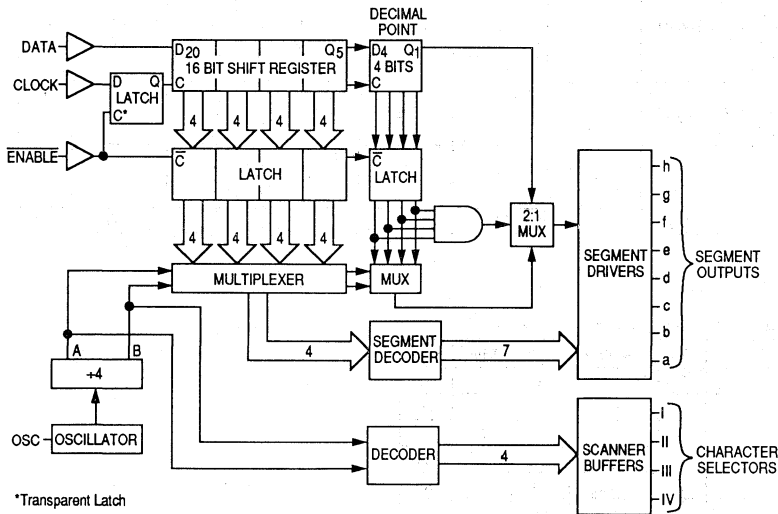 DECIMAL
POINT
DATA
D20 Q5
16 BIT SHIFT REGISTER
C
D4 Q1
4 BITS
C
CLOCK
D Q
LATCH
C*
4 4 4 4
ENABLE
C
LATCH
C
LATCH
4 4 4 4
2:1
MUX
MULTIPLEXER
MUX
SEGMENT
DRIVERS
h
g
f
e
d
c
b
a
SEGMENT
OUTPUTS
A B
÷4
4
SEGMENT
DECODER
7
OSC
OSCILLATOR
DECODER
4
SCANNER
BUFFERS
I
II
III
IV
CHARACTER
SELECTORS
*Transparent Latch